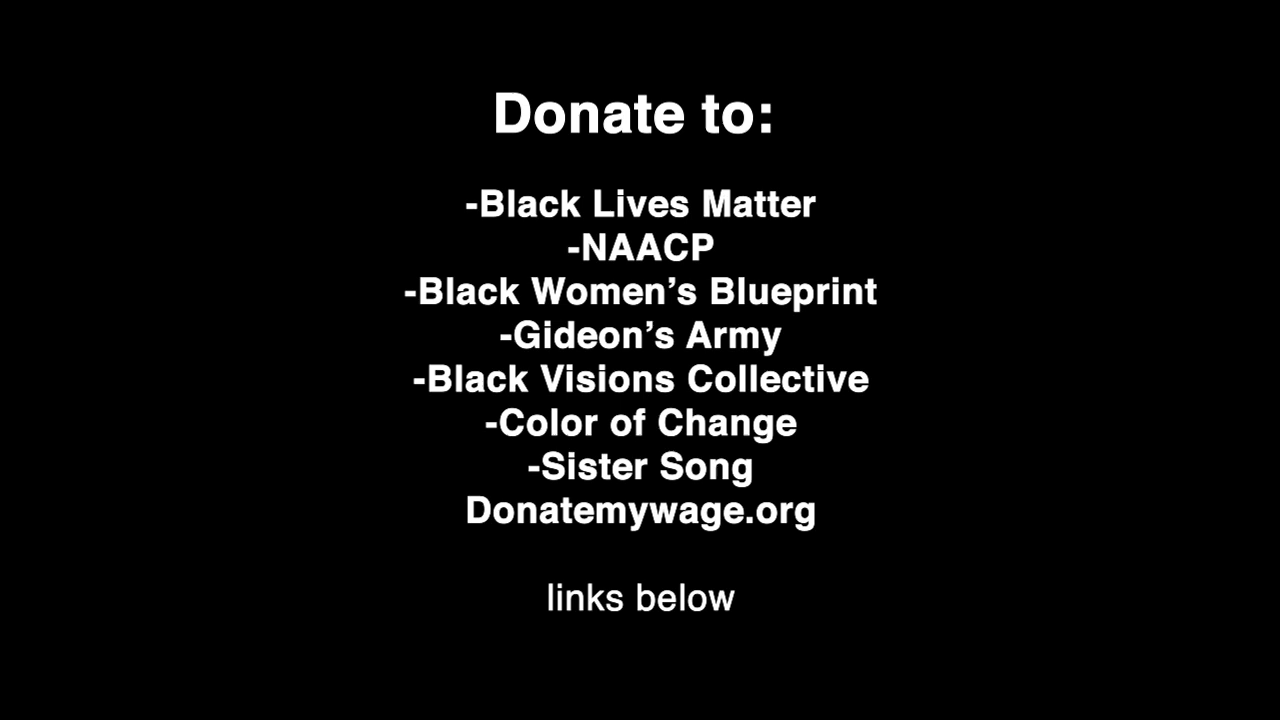 Donate to:
-Black Lives Matter
-NAACP
-Black Women’s Blueprint
-Gideon’s Army
-Black Visions Collective
-Color of Change
-Sister Song
Donatemywage.org
links below